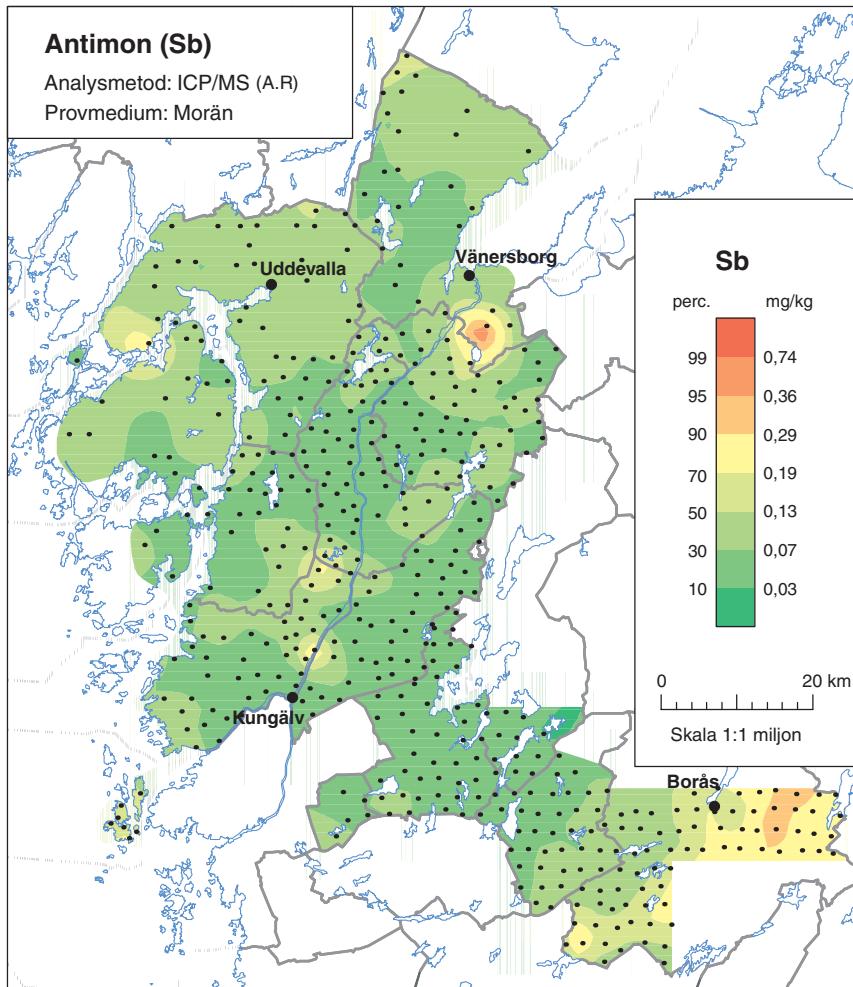 Antimon (Sb)
Analysmetod: ICP/MS (A.R)
Provmedium: Morän
Vänersborg
Uddevalla
Sb
perc. mg/kg
99 0,74
95 0,36
90 0,29
70 0,19
50 0,13
30 0,07
10 0,03
0 20 km
Skala 1:1 miljon
Kungälv
Borås